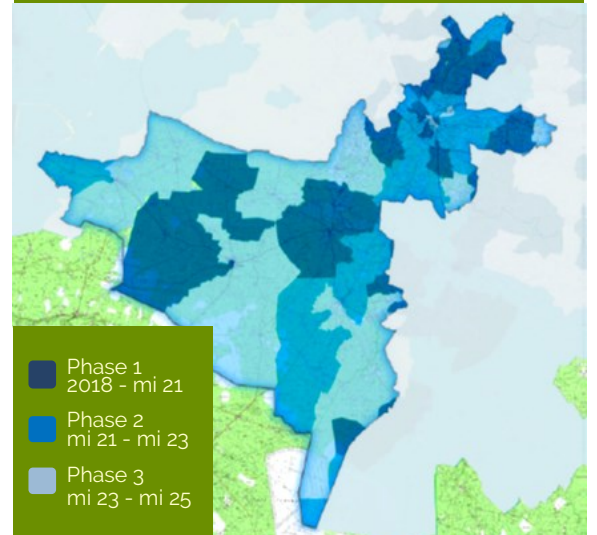 Phase 1
2018 - mi 21
Phase 2
mi 21 - mi 23
Phase 3
mi 23 - mi 25